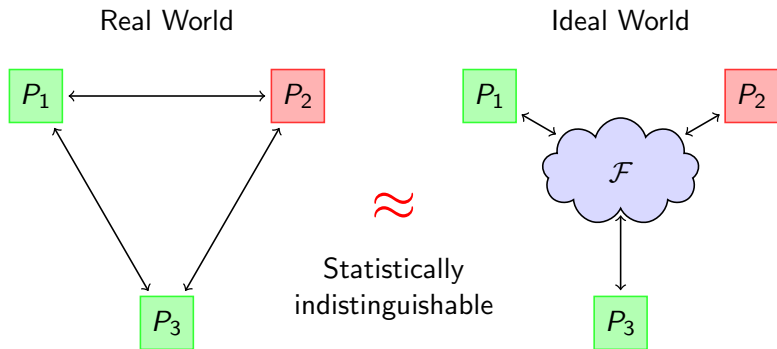 Real World
Ideal World
P₁
P₂
P₁
P₂
ℱ
≈
Statistically
indistinguishable
P₃
P₃